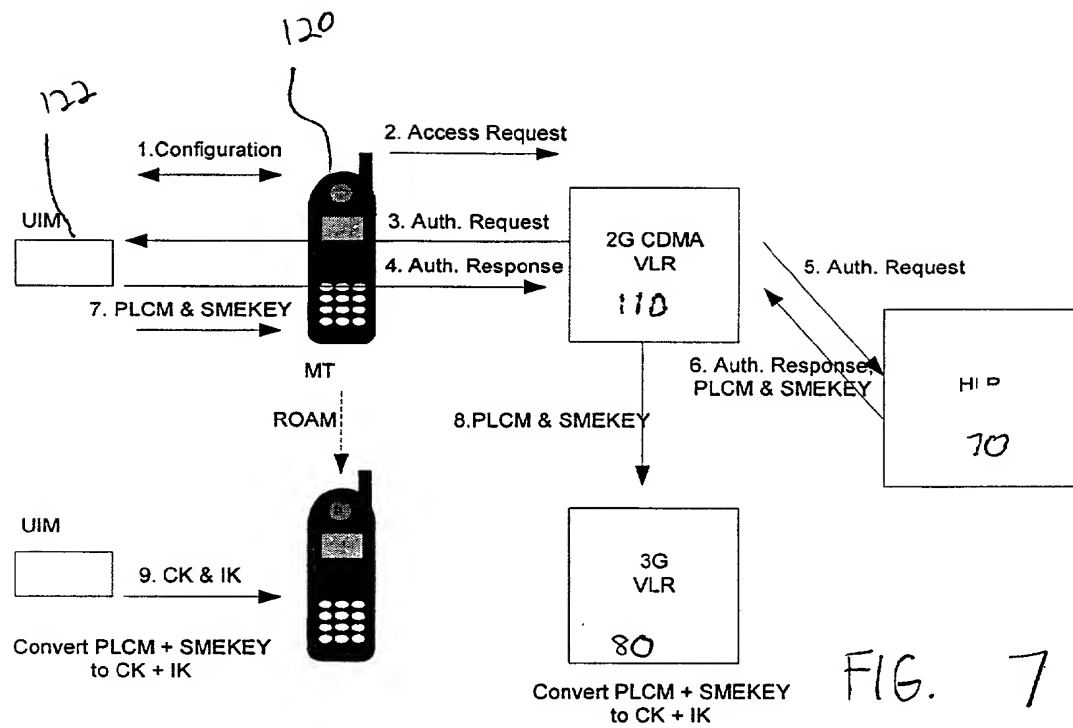 120
122
1.Configuration
2. Access Request
UIM
3. Auth. Request
4. Auth. Response
7. PLCM & SMEKEY
2G CDMA
VLR
110
5. Auth. Request
6. Auth. Response,
PLCM & SMEKEY
70
MT
ROAM
8.PLCM & SMEKEY
UIM
9. CK & IK
Convert PLCM + SMEKEY
to CK + IK
3G
VLR
80
Convert PLCM + SMEKEY
to CK + IK
FIG. 7